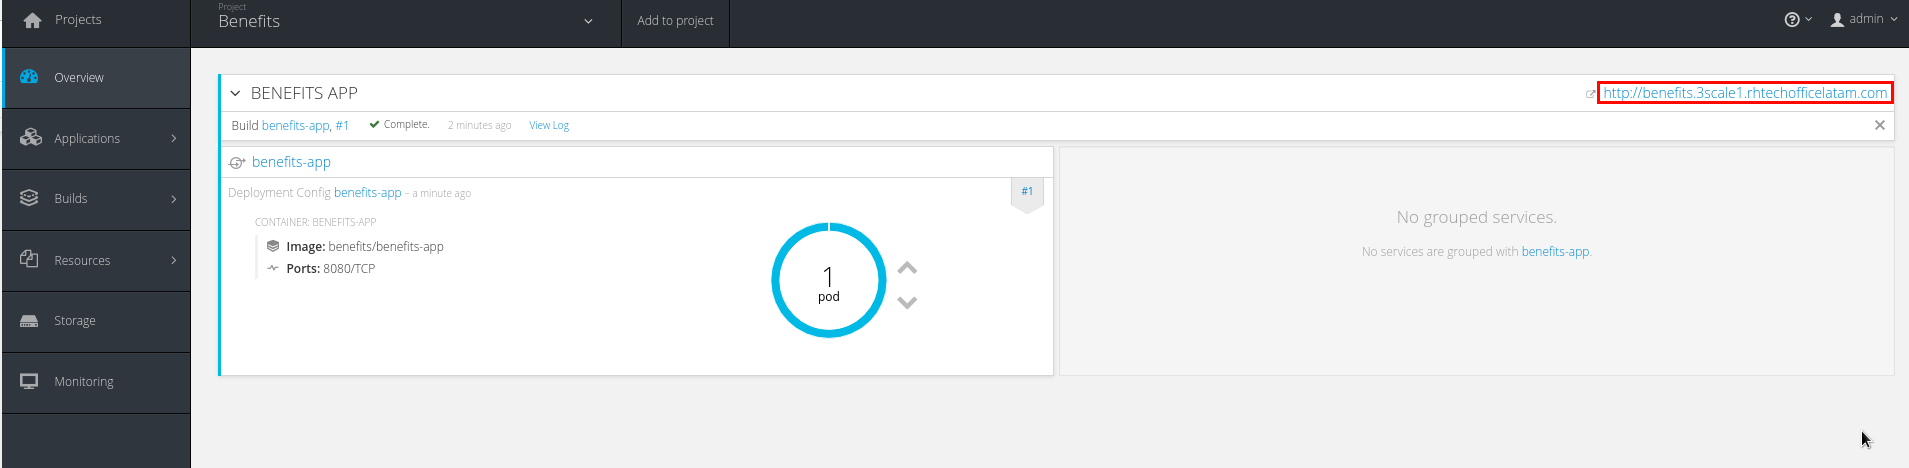 Projects
Project
Benefits
Add to project
admin
Overview
Applications
Builds
Resources
Storage
Monitoring
BENEFITS APP
http://benefits.3scale1.rhtechofficelatam.com
Build benefits-app, #1 Complete. 2 minutes ago View Log
benefits-app
Deployment Config benefits-app – a minute ago
#1
CONTAINER: BENEFITS-APP
Image: benefits/benefits-app
Ports: 8080/TCP
1
pod
No grouped services.
No services are grouped with benefits-app.